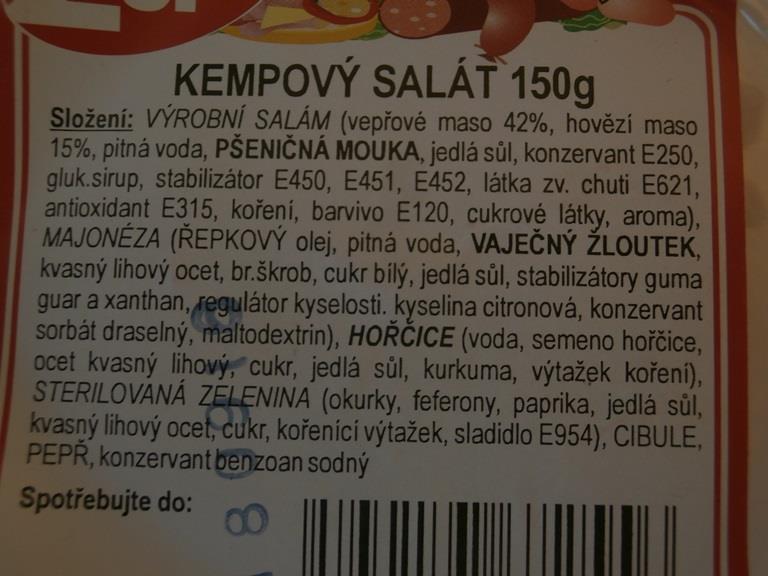 KEMPOVÝ SALÁT 150g
Složení: VÝROBNÍ SALÁM (vepřové maso 42%, hovězí maso
15%, pitná voda, PŠENIČNÁ MOUKA, jedlá sůl, konzervant E250,
gluk.sirup, stabilizátor E450, E451, E452, látka zv. chuti E621,
antioxidant E315, koření, barvivo E120, cukrové látky, aroma),
MAJONÉZA (ŘEPKOVÝ olej, pitná voda, VAJEČNÝ ŽLOUTEK,
kvasný lihový ocet, br.škrob, cukr bílý, jedlá sůl, stabilizátory guma
guar a xanthan, regulátor kyselosti. kyselina citronová, konzervant
sorbát draselný, maltodextrin), HOŘČICE (voda, semeno hořčice,
ocet kvasný lihový, cukr, jedlá sůl, kurkuma, výtažek koření),
STERILOVANÁ ZELENINA (okurky, feferony, paprika, jedlá sůl,
kvasný lihový ocet, cukr, kořenící výtažek, sladidlo E954), CIBULE,
PEPŘ, konzervant benzoan sodný
Spotřebujte do: